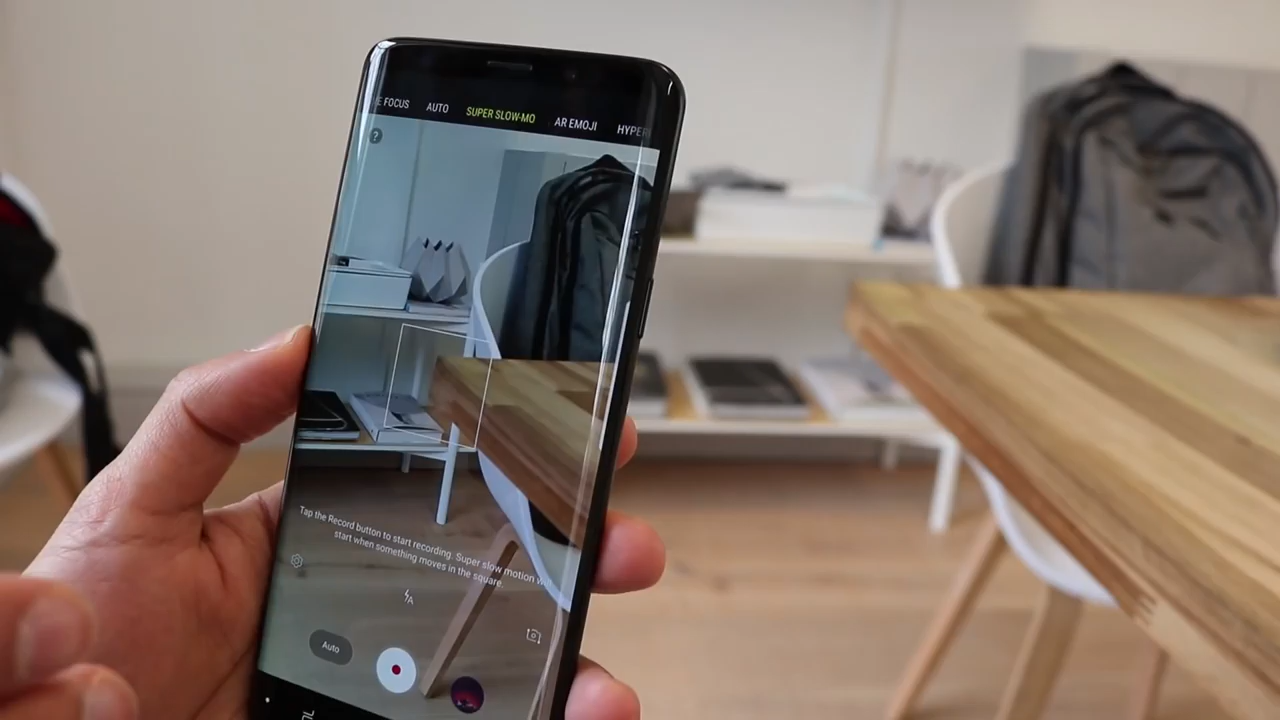 E FOCUS AUTO SUPER SLOW-MO AR EMOJI HYPER
?
Tap the Record button to start recording. Super slow motion w
start when something moves in the square.
A
Auto